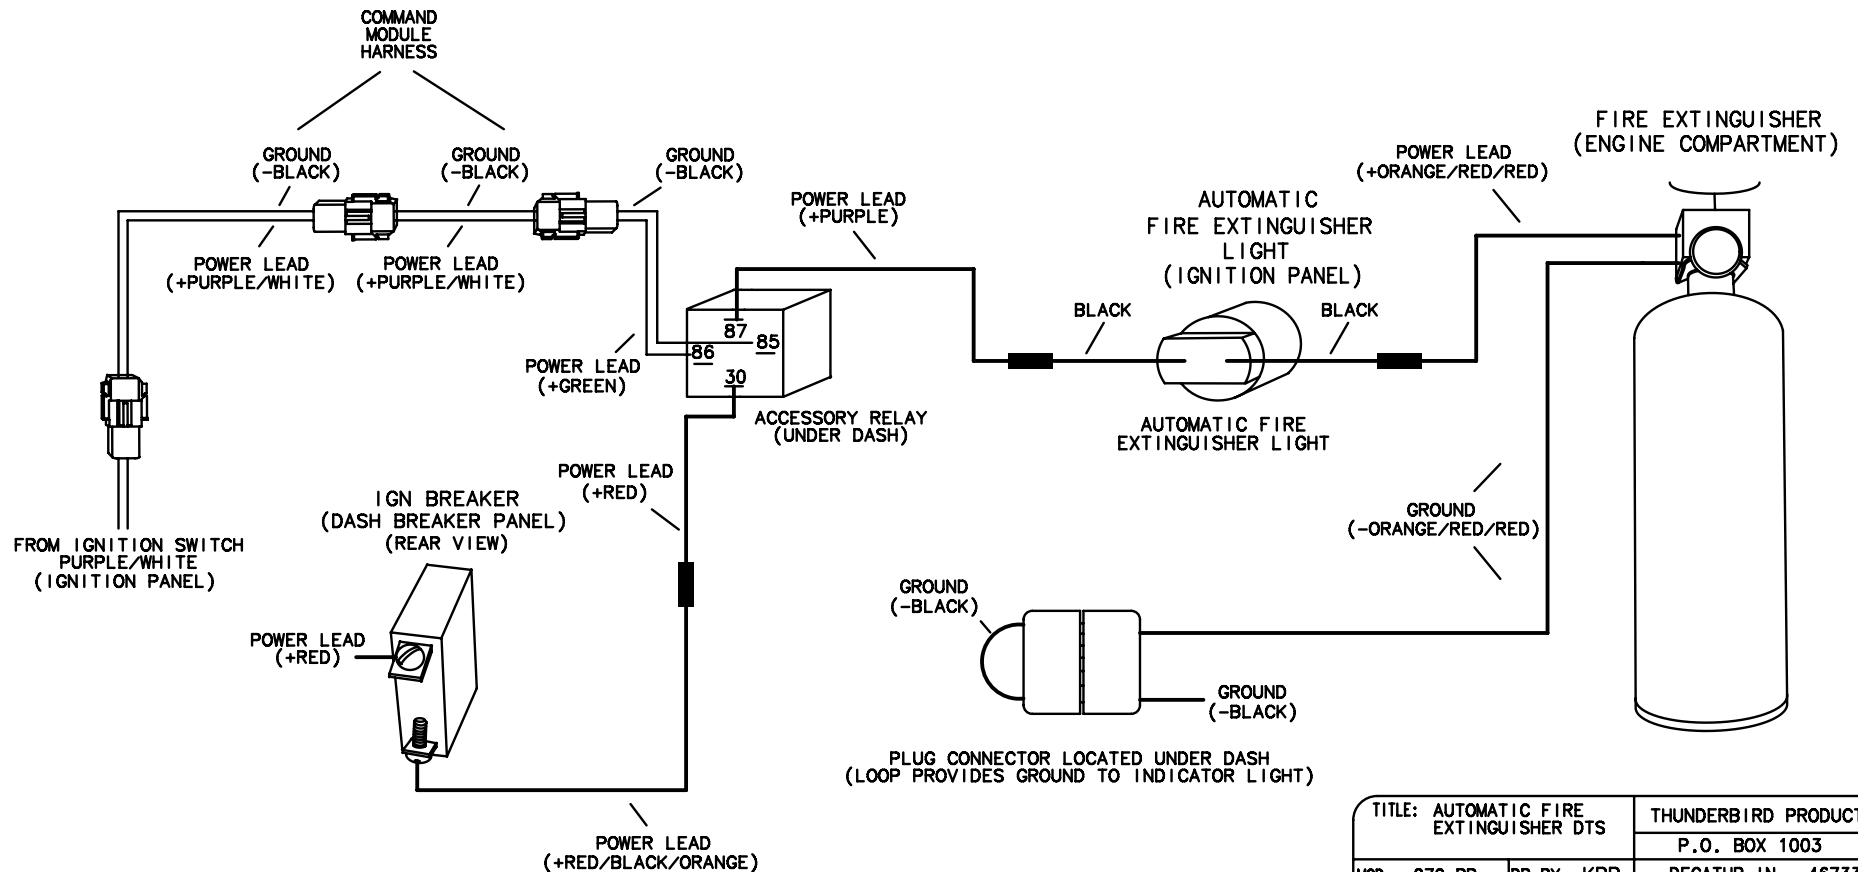 COMMAND
MODULE
HARNESS
GROUND
(-BLACK)
GROUND
(-BLACK)
GROUND
(-BLACK)
POWER LEAD
(+PURPLE/WHITE)
POWER LEAD
(+PURPLE/WHITE)
POWER LEAD
(+PURPLE)
AUTOMATIC
FIRE EXTINGUISHER
LIGHT
(IGNITION PANEL)
POWER LEAD
(+ORANGE/RED/RED)
FIRE EXTINGUISHER
(ENGINE COMPARTMENT)
BLACK
BLACK
87
85
86
30
POWER LEAD
(+GREEN)
ACCESSORY RELAY
(UNDER DASH)
AUTOMATIC FIRE
EXTINGUISHER LIGHT
POWER LEAD
(+RED)
IGN BREAKER
(DASH BREAKER PANEL)
(REAR VIEW)
FROM IGNITION SWITCH
PURPLE/WHITE
(IGNITION PANEL)
GROUND
(-ORANGE/RED/RED)
GROUND
(-BLACK)
POWER LEAD
(+RED)
GROUND
(-BLACK)
PLUG CONNECTOR LOCATED UNDER DASH
(LOOP PROVIDES GROUND TO INDICATOR LIGHT)
POWER LEAD
(+RED/BLACK/ORANGE)
TITLE: AUTOMATIC FIRE
EXTINGUISHER DTS
THUNDERBIRD PRODUCT
P.O. BOX 1003
DECATUR IN 46733